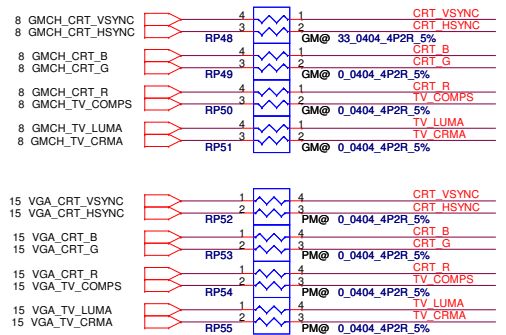 8 GMCH_CRT_VSYNC 4 1 CRT_VSYNC
8 GMCH_CRT_HSYNC 3 2 CRT_HSYNC
RP48 GM@ 33_0404_4P2R_5%
8 GMCH_CRT_B 4 1 CRT_B
8 GMCH_CRT_G 3 2 CRT_G
RP49 GM@ 0_0404_4P2R_5%
8 GMCH_CRT_R 4 1 CRT_R
8 GMCH_TV_COMPS 3 2 TV_COMPS
RP50 GM@ 0_0404_4P2R_5%
8 GMCH_TV_LUMA 4 1 TV_LUMA
8 GMCH_TV_CRMA 3 2 TV_CRMA
RP51 GM@ 0_0404_4P2R_5%
15 VGA_CRT_VSYNC 1 4 CRT_VSYNC
15 VGA_CRT_HSYNC 2 3 CRT_HSYNC
RP52 PM@ 0_0404_4P2R_5%
15 VGA_CRT_B 1 4 CRT_B
15 VGA_CRT_G 2 3 CRT_G
RP53 PM@ 0_0404_4P2R_5%
15 VGA_CRT_R 1 4 CRT_R
15 VGA_TV_COMPS 2 3 TV_COMPS
RP54 PM@ 0_0404_4P2R_5%
15 VGA_TV_LUMA 1 4 TV_LUMA
15 VGA_TV_CRMA 2 3 TV_CRMA
RP55 PM@ 0_0404_4P2R_5%